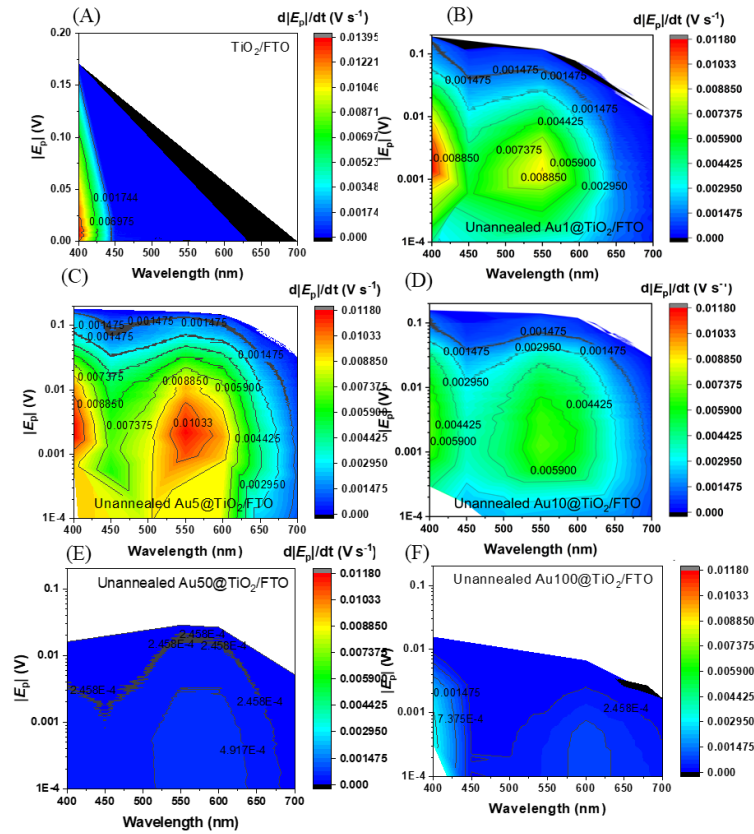 (A)
d|Ep|/dt (V s⁻¹)
TiO2/FTO
0.20
0.15
0.10
0.05
0.00
|Ep| (V)
0.001744
0.006975
400 450 500 550 600 650 700
Wavelength (nm)
0.01395
0.01221
0.01046
0.00871
0.00697
0.00523
0.00348
0.00174
0.000
(B)
d|Ep|/dt (V s⁻¹)
0.1
0.01
0.001
1E-4
|Ep| (V)
0.001475
0.001475
0.001475
0.004425
0.007375
0.008850
0.005900
0.008850
0.002950
Unannealed Au1@TiO2/FTO
400 450 500 550 600 650 700
Wavelength (nm)
0.01180
0.01033
0.008850
0.007375
0.005900
0.004425
0.002950
0.001475
0.000
(C)
d|Ep|/dt (V s⁻¹)
0.1
0.01
0.001
1E-4
|Ep| (V)
0.001475
0.001475
0.001475
0.001475
0.007375
0.008850
0.005900
0.008850
0.007375
0.01033
0.004425
0.002950
Unannealed Au5@TiO2/FTO
400 450 500 550 600 650 700
Wavelength (nm)
0.01180
0.01033
0.008850
0.007375
0.005900
0.004425
0.002950
0.001475
0.000
(D)
d|Ep|/dt (V s⁻¹)
0.1
0.01
0.001
1E-4
|Ep| (V)
0.001475
0.001475
0.002950
0.001475
0.002950
0.004425
0.005900
0.005900
Unannealed Au10@TiO2/FTO
400 450 500 550 600 650 700
Wavelength (nm)
0.01180
0.01033
0.008850
0.007375
0.005900
0.004425
0.002950
0.001475
0.000
(E)
d|Ep|/dt (V s⁻¹)
Unannealed Au50@TiO2/FTO
0.1
0.01
0.001
1E-4
|Ep| (V)
2.458E-4
2.458E-4
4.917E-4
400 450 500 550 600 650 700
Wavelength (nm)
0.01180
0.01033
0.008850
0.007375
0.005900
0.004425
0.002950
0.001475
0.000
(F)
d|Ep|/dt (V s⁻¹)
Unannealed Au100@TiO2/FTO
0.1
0.01
0.001
1E-4
|Ep| (V)
0.001475
7.375E-4
2.458E-4
400 450 500 550 600 650 700
Wavelength (nm)
0.01180
0.01033
0.008850
0.007375
0.005900
0.004425
0.002950
0.001475
0.000